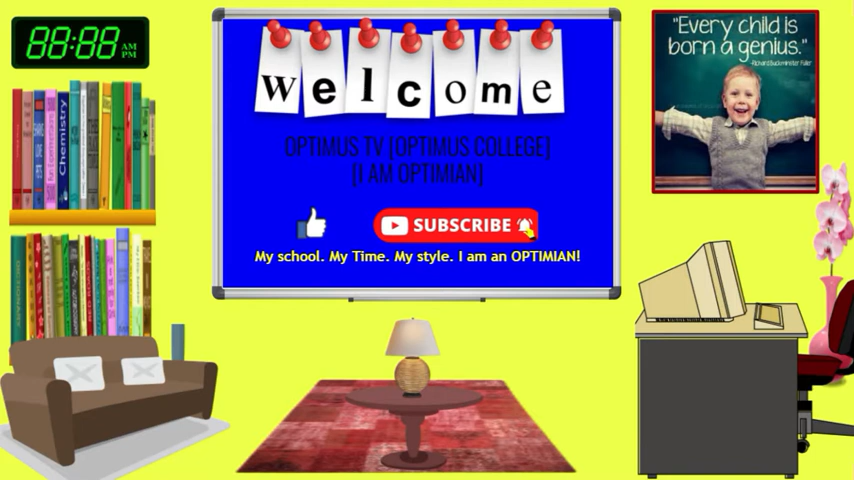 88:88 AM
PM
"Every child is
born a genius."
Welcome
OPTIMUS TV [OPTIMUS COLLEGE]
[I AM OPTIMIAN]
SUBSCRIBE
My school. My Time. My style. I am an OPTIMIAN!
Chemistry
DICTIONARY